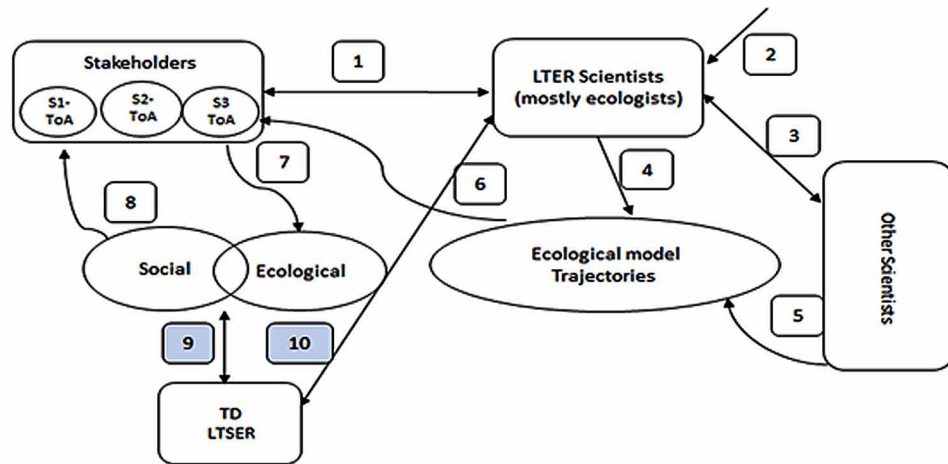 Stakeholders
S1-
ToA
S2-
ToA
S3
ToA
1
LTER Scientists
(mostly ecologists)
2
3
4
5
6
7
8
Social
Ecological
Ecological model
Trajectories
Other Scientists
9
10
TD
LTSER